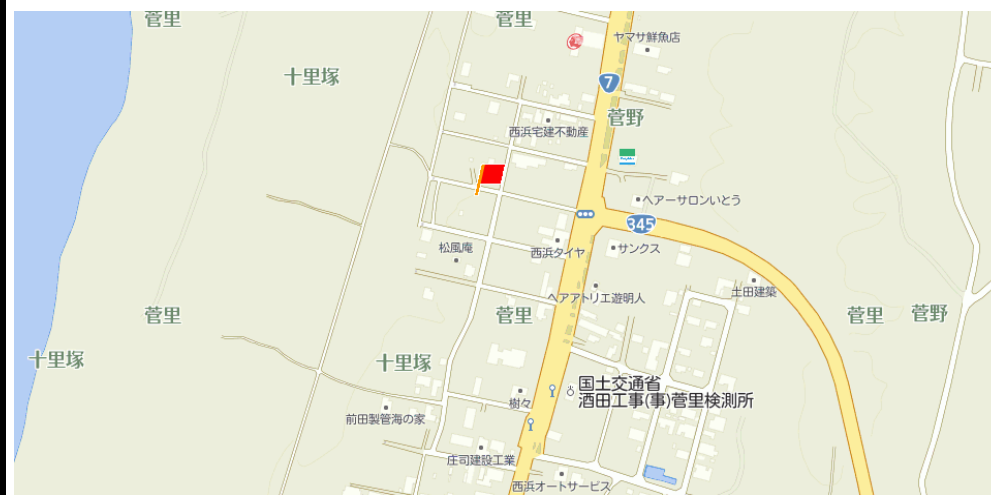 菅里
菅里
ヤマサ鮮魚店
十里塚
7
菅野
西浜宅建不動産
ヘアーサロンいとう
345
松風庵
西浜タイヤ
サンクス
ヘアアトリエ遊明人
土田建築
菅里
菅里
菅里
菅野
十里塚
十里塚
国土交通省
酒田工事(事)菅里検測所
樹々
前田製管海の家
庄司建設工業
西浜オートサービス